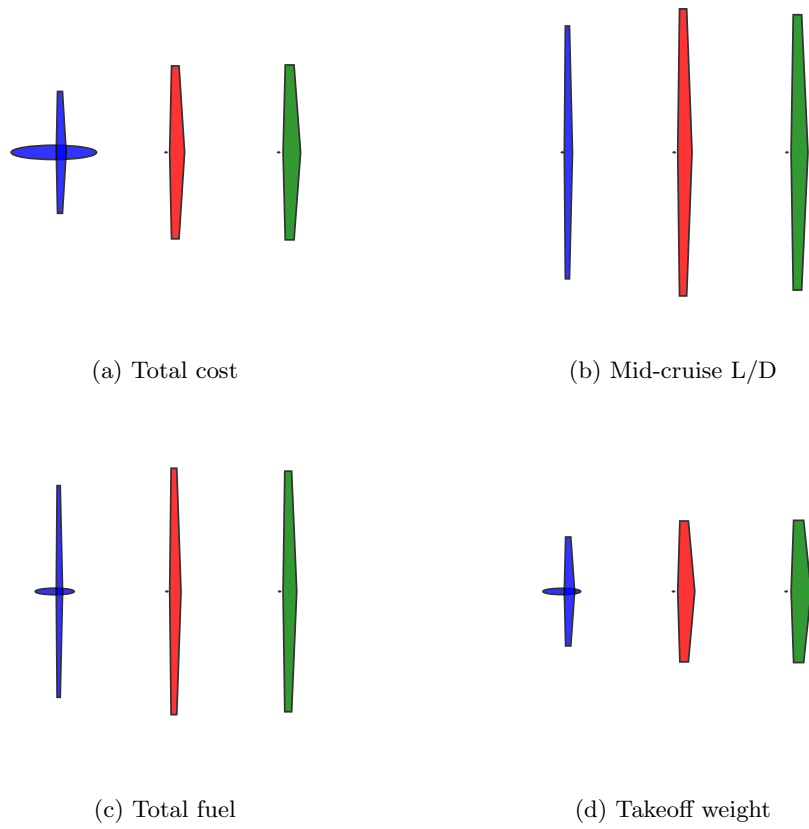 (a) Total cost
(b) Mid-cruise L/D
(c) Total fuel
(d) Takeoff weight